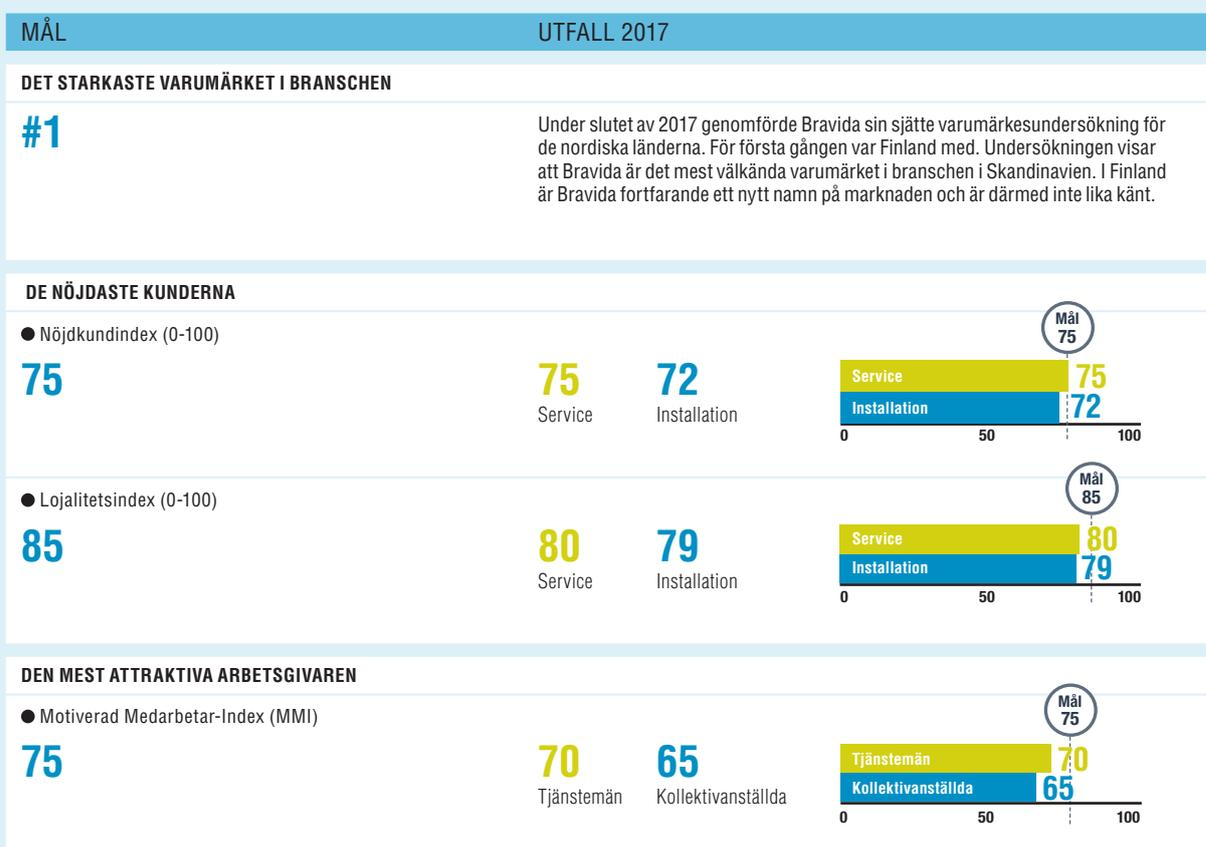 MÅL UTFALL 2017
DET STARKASTE VARUMÄRKET I BRANSCHEN
#1
Under slutet av 2017 genomförde Bravida sin sjätte varumärkesundersökning för
de nordiska länderna. För första gången var Finland med. Undersökningen visar
att Bravida är det mest välkända varumärket i branschen i Skandinavien. I Finland
är Bravida fortfarande ett nytt namn på marknaden och är därmed inte lika känt.
DE NÖJDASTE KUNDERNA
● Nöjdkundindex (0-100)
75
75 72
Service Installation
Mål
75
Service 75
Installation 72
0 50 100
● Lojalitetsindex (0-100)
85
80 79
Service Installation
Mål
85
Service 80
Installation 79
0 50 100
DEN MEST ATTRAKTIVA ARBETSGIVAREN
● Motiverad Medarbetar-Index (MMI)
75
70 65
Tjänstemän Kollektivanställda
Mål
75
Tjänstemän 70
Kollektivanställda 65
0 50 100